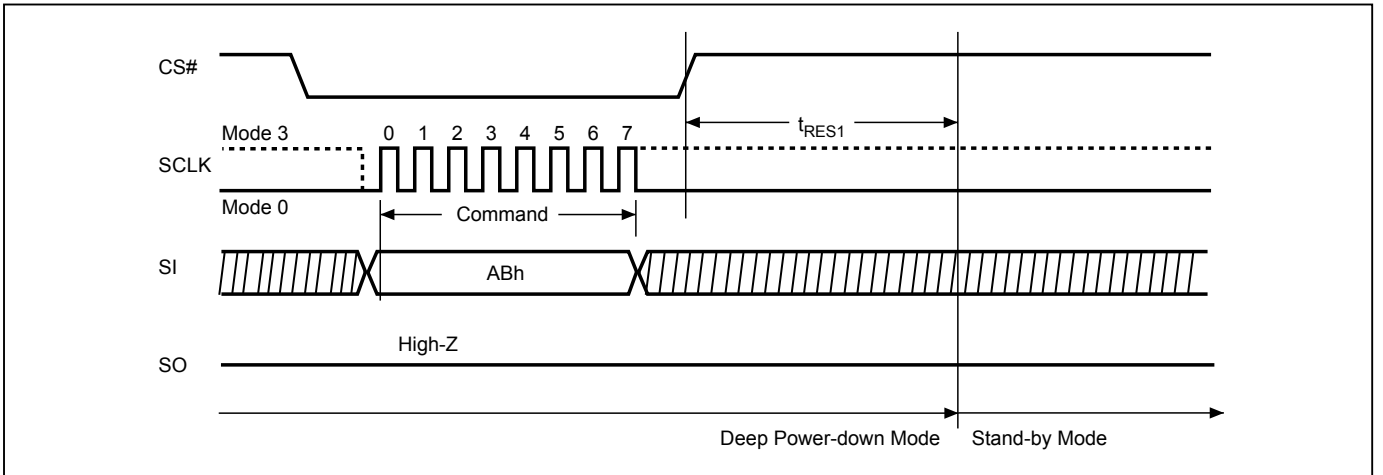 CS#
tRES1
Mode 3 0 1 2 3 4 5 6 7
SCLK
Mode 0
Command
SI
ABh
High-Z
SO
Deep Power-down Mode Stand-by Mode